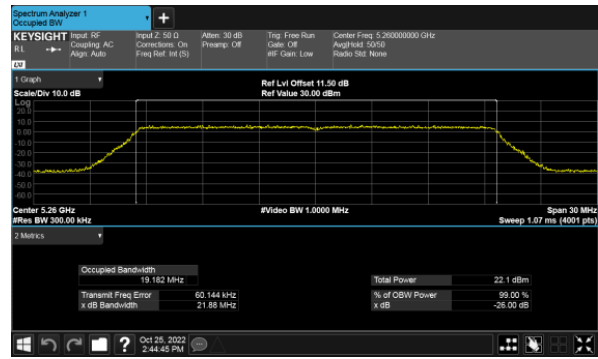 Spectrum Analyzer 1
Occupied BW
+
KEYSIGHT Input: RF Input Z: 50 Ω Atten: 30 dB Trig: Free Run Center Freq: 5.260000000 GHz
RL Coupling: AC Corrections: On Preamp: Off Gate: Off Avg|Hold: 50/50
Align: Auto Freq Ref: Int (S) #IF Gain: Low Radio Std: None
LXI
1 Graph
Ref Lvl Offset 11.50 dB
Scale/Div 10.0 dB Ref Value 30.00 dBm
Log
20.0
10.0
0.00
-10.0
-20.0
-30.0
-40.0
-50.0
-60.0
Center 5.26 GHz #Video BW 1.0000 MHz Span 30 MHz
#Res BW 300.00 kHz Sweep 1.07 ms (4001 pts)
2 Metrics
Occupied Bandwidth
19.182 MHz Total Power 22.1 dBm
Transmit Freq Error 60.144 kHz % of OBW Power 99.00 %
x dB Bandwidth 21.88 MHz x dB -26.00 dB
? Oct 25, 2022
2:44:45 PM